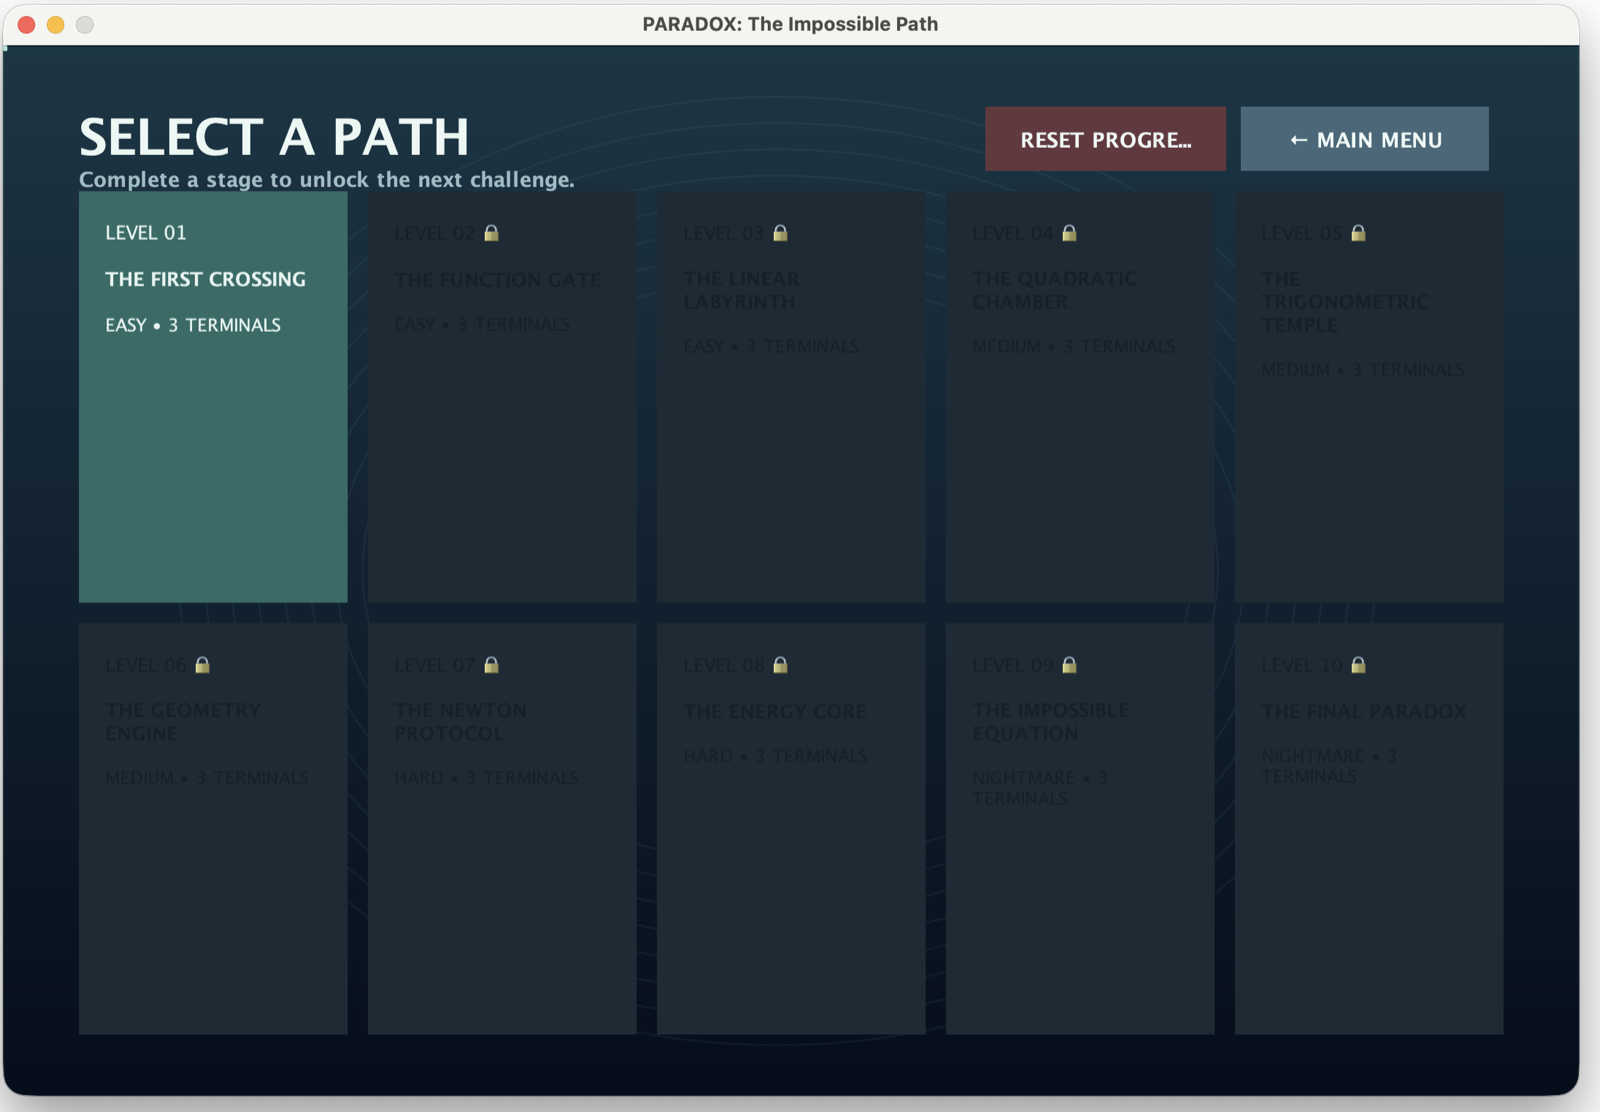 PARADOX: The Impossible Path
SELECT A PATH
RESET PROGRE...
← MAIN MENU
Complete a stage to unlock the next challenge.
LEVEL 01
THE FIRST CROSSING
EASY • 3 TERMINALS
LEVEL 02 🔒
THE FUNCTION GATE
EASY • 3 TERMINALS
LEVEL 03 🔒
THE LINEAR
LABYRINTH
EASY • 3 TERMINALS
LEVEL 04 🔒
THE QUADRATIC
CHAMBER
MEDIUM • 3 TERMINALS
LEVEL 05 🔒
THE
TRIGONOMETRIC
TEMPLE
MEDIUM • 3 TERMINALS
LEVEL 06 🔒
THE GEOMETRY
ENGINE
MEDIUM • 3 TERMINALS
LEVEL 07 🔒
THE NEWTON
PROTOCOL
HARD • 3 TERMINALS
LEVEL 08 🔒
THE ENERGY CORE
HARD • 3 TERMINALS
LEVEL 09 🔒
THE IMPOSSIBLE
EQUATION
NIGHTMARE • 3
TERMINALS
LEVEL 10 🔒
THE FINAL PARADOX
NIGHTMARE • 3
TERMINALS